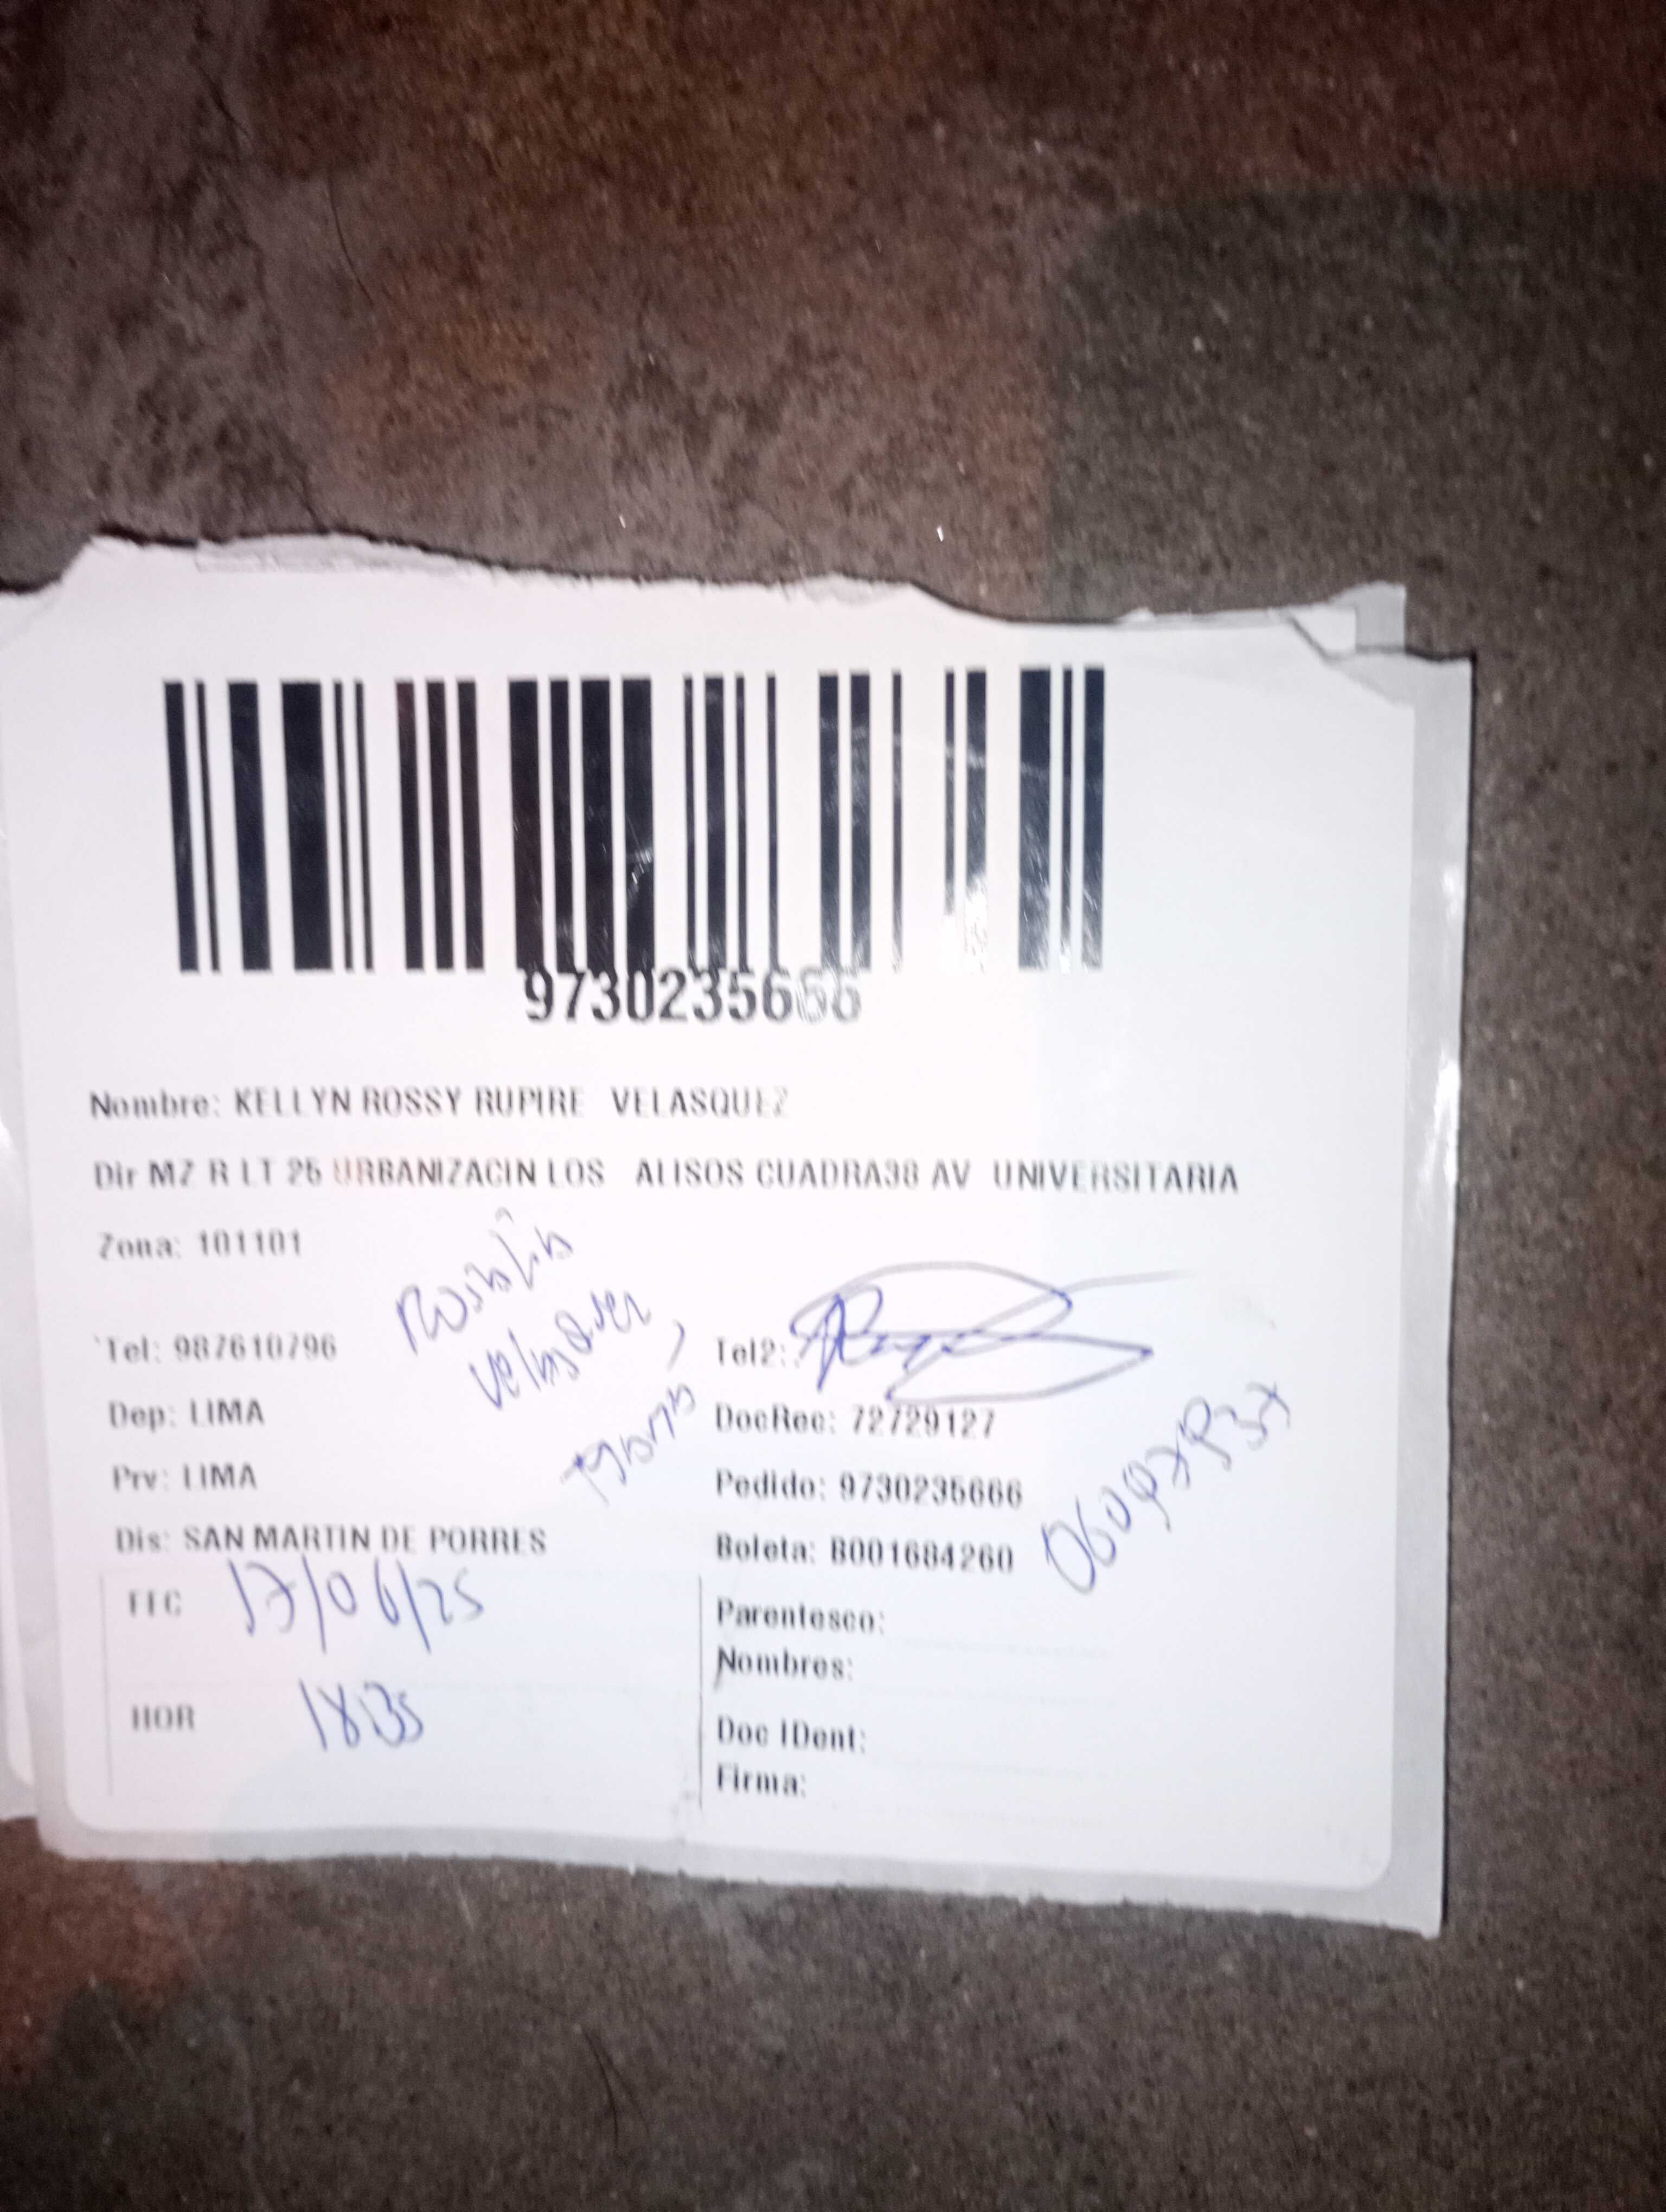 9730235666
Nombre: KELLYN ROSSY RUPIRE VELASQUEZ
Dir MZ R LT 25 URBANIZACIN LOS ALISOS CUADRA38 AV UNIVERSITARIA
Zona: 101101
Tel: 987610796
Tel2:
Dep: LIMA
DocRec: 72729127
Prv: LIMA
Pedido: 9730235666
Dis: SAN MARTIN DE PORRES
Boleta: B001684260
FEC 17/06/25
Parentesco:
Nombres:
HOR 18:35
Doc IDent:
Firma: